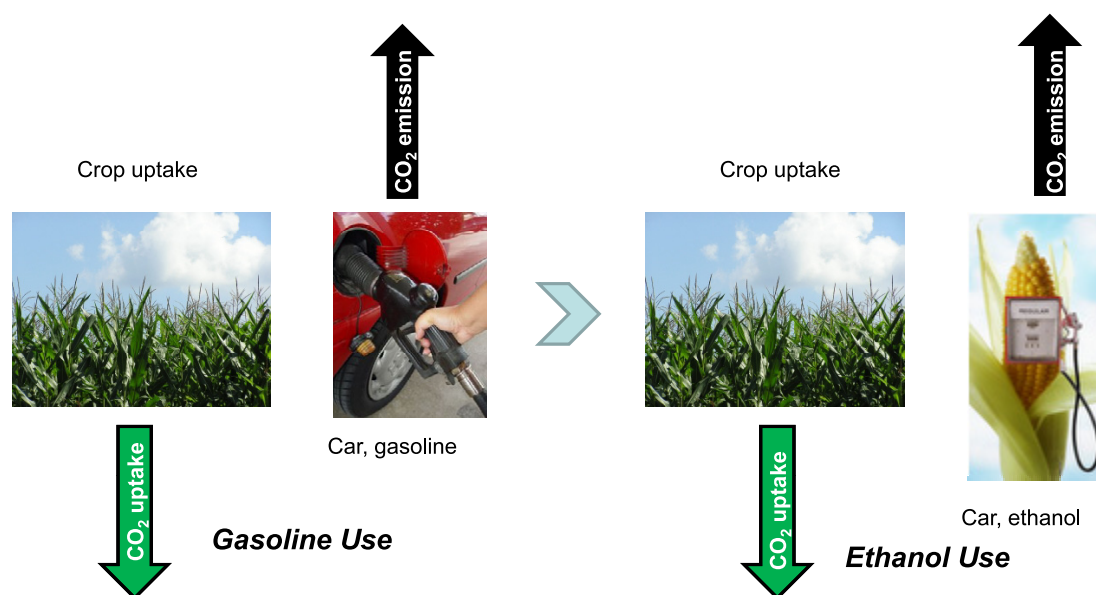 CO2 emission
CO2 emission
Crop uptake
Crop uptake
REGULAR
Car, gasoline
CO2 uptake
CO2 uptake
Car, ethanol
Gasoline Use
Ethanol Use